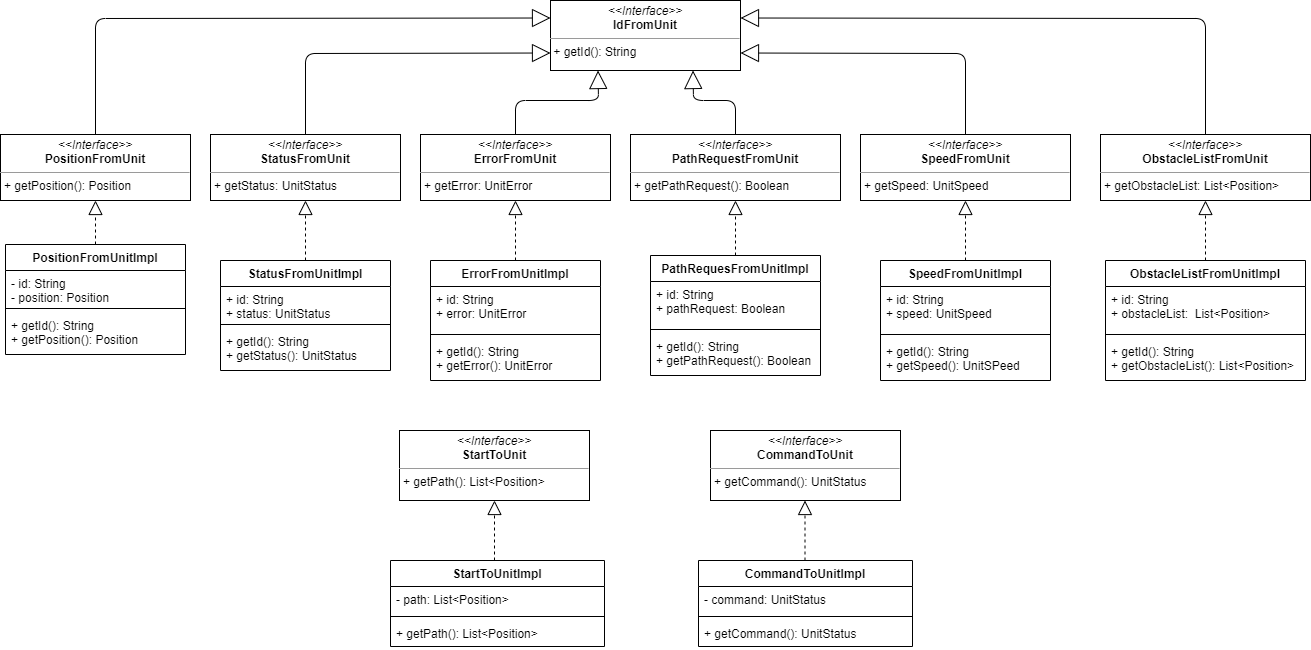 <<Interface>>
IdFromUnit
+ getId(): String
<<Interface>>
PositionFromUnit
+ getPosition(): Position
<<Interface>>
StatusFromUnit
+ getStatus: UnitStatus
<<Interface>>
ErrorFromUnit
+ getError: UnitError
<<Interface>>
PathRequestFromUnit
+ getPathRequest(): Boolean
<<Interface>>
SpeedFromUnit
+ getSpeed: UnitSpeed
<<Interface>>
ObstacleListFromUnit
+ getObstacleList: List<Position>
PositionFromUnitImpl
- id: String
- position: Position
+ getId(): String
+ getPosition(): Position
StatusFromUnitImpl
+ id: String
+ status: UnitStatus
+ getId(): String
+ getStatus(): UnitStatus
ErrorFromUnitImpl
+ id: String
+ error: UnitError
+ getId(): String
+ getError(): UnitError
PathRequesFromUnitImpl
+ id: String
+ pathRequest: Boolean
+ getId(): String
+ getPathRequest(): Boolean
SpeedFromUnitImpl
+ id: String
+ speed: UnitSpeed
+ getId(): String
+ getSpeed(): UnitSPeed
ObstacleListFromUnitImpl
+ id: String
+ obstacleList:  List<Position>
+ getId(): String
+ getObstacleList(): List<Position>
<<Interface>>
StartToUnit
+ getPath(): List<Position>
<<Interface>>
CommandToUnit
+ getCommand(): UnitStatus
StartToUnitImpl
- path: List<Position>
+ getPath(): List<Position>
CommandToUnitImpl
- command: UnitStatus
+ getCommand(): UnitStatus